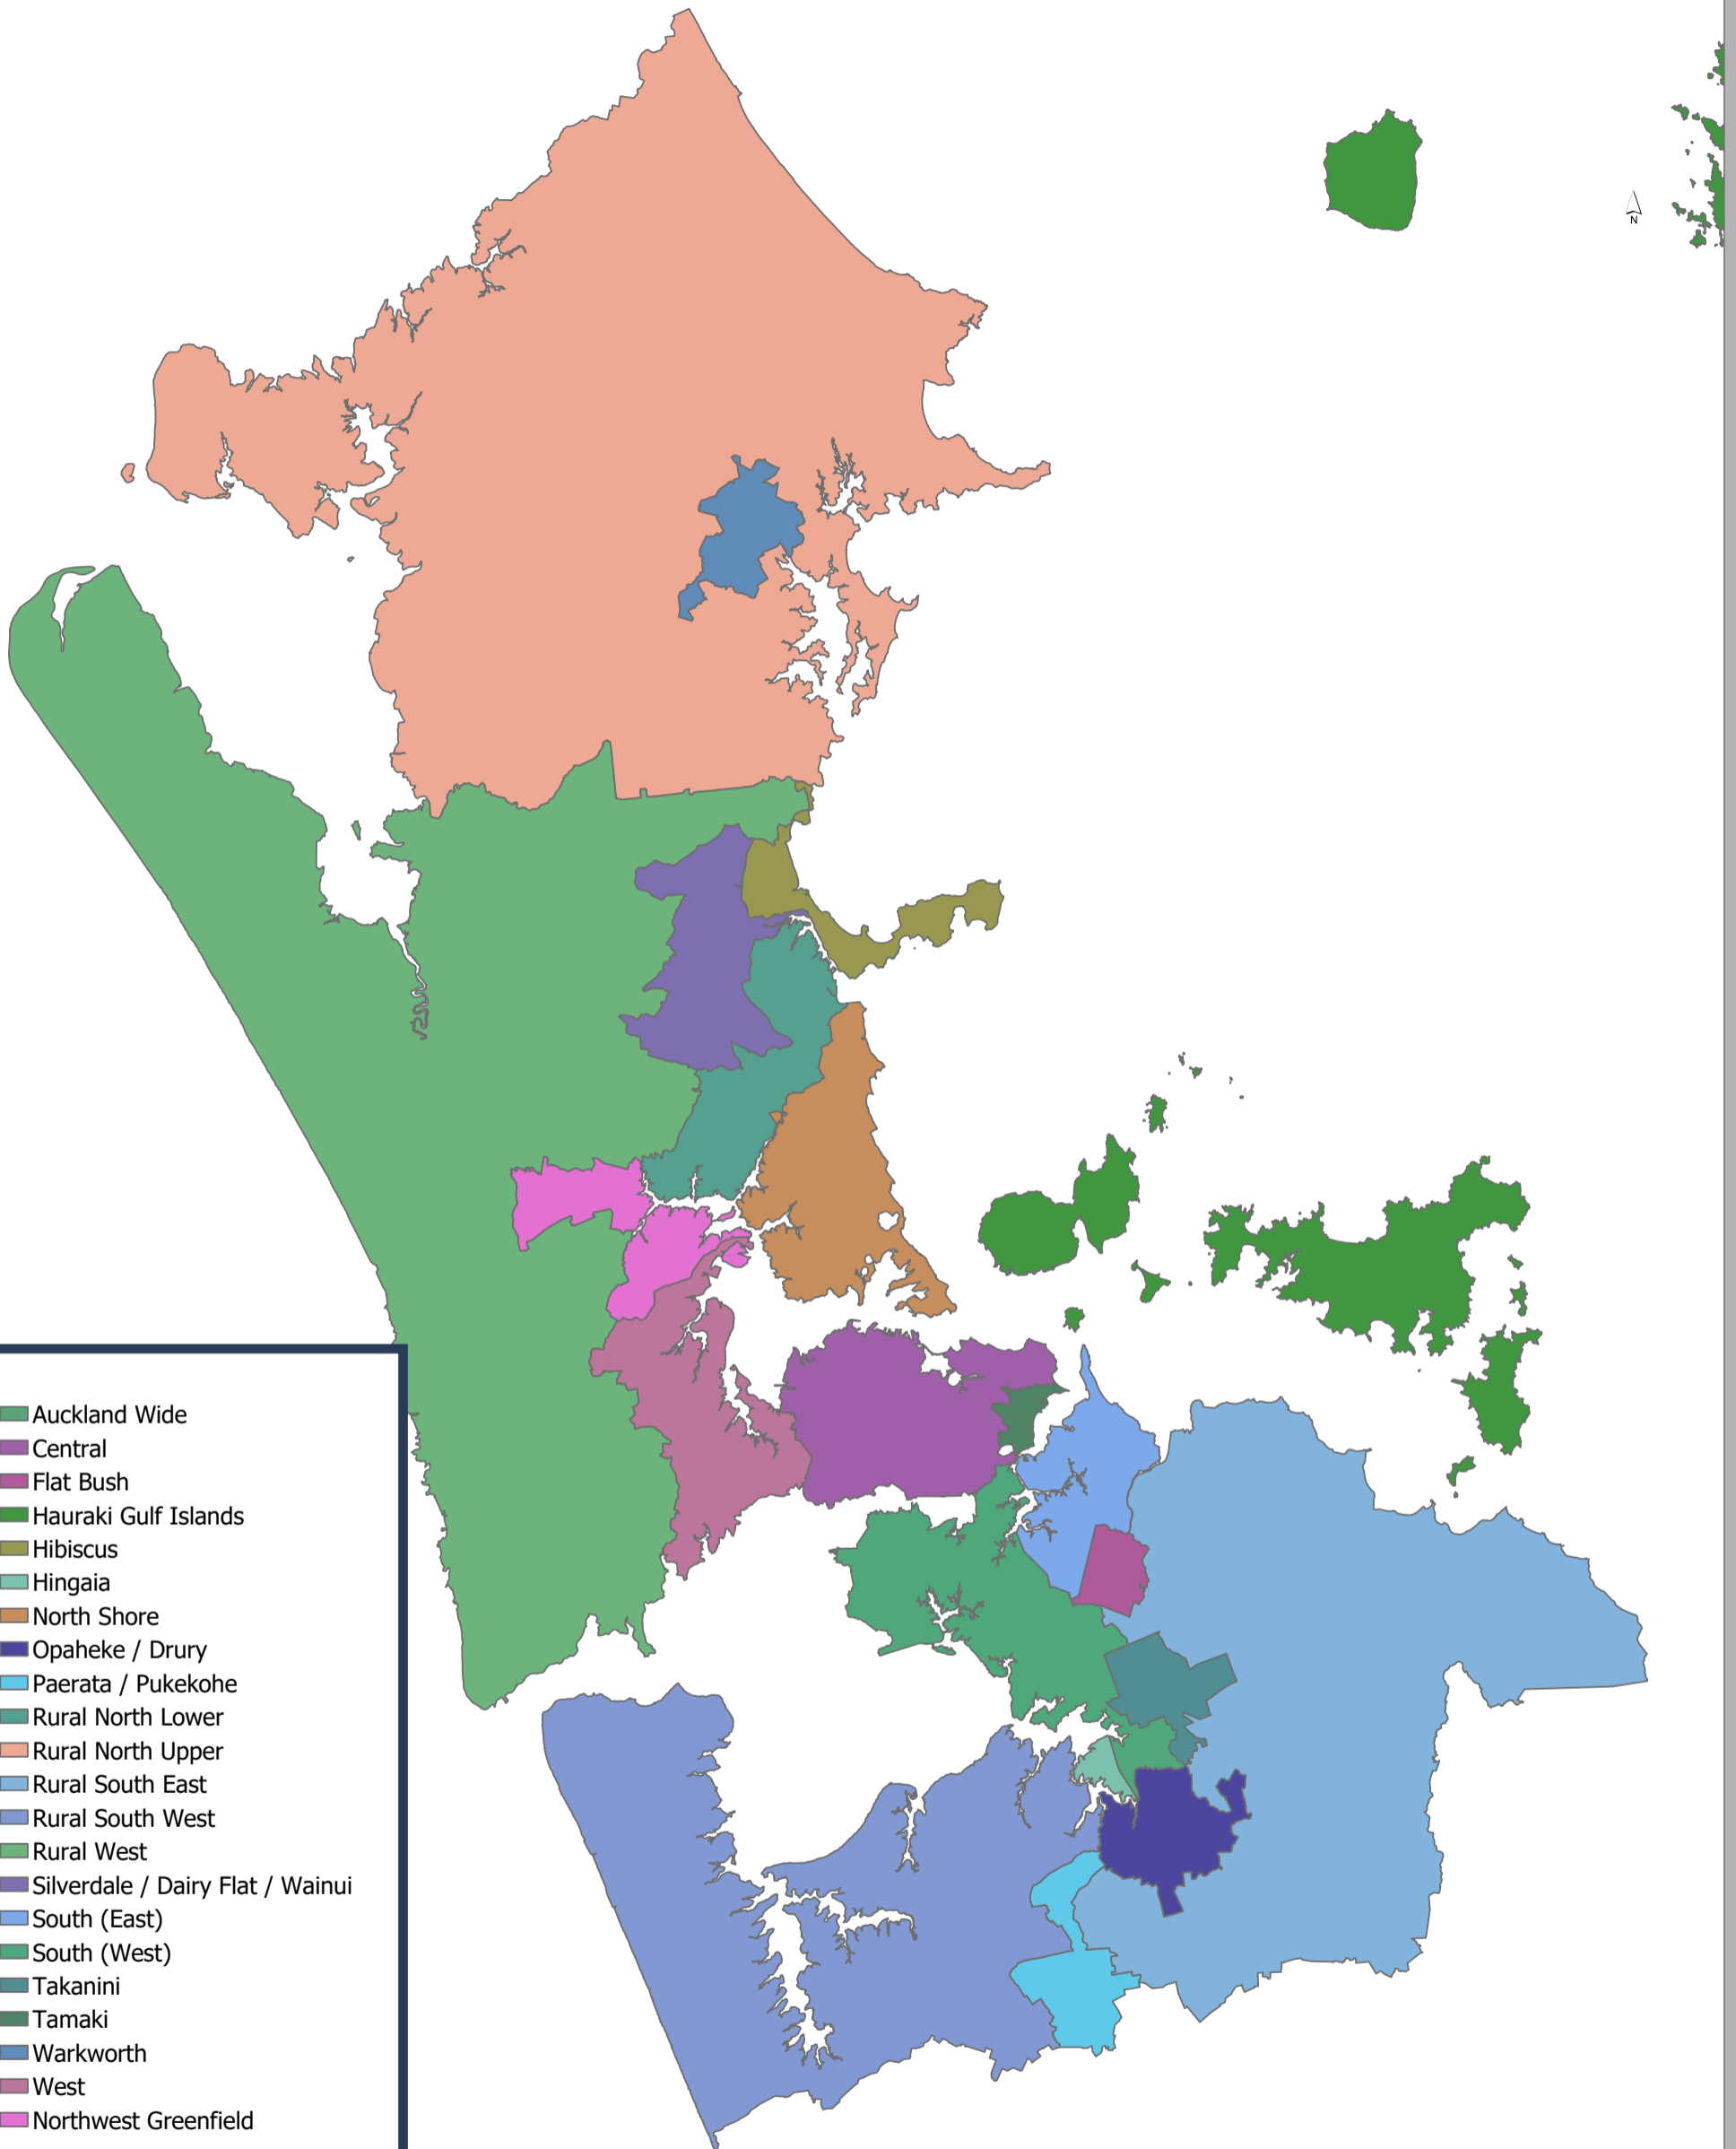 N
Auckland Wide
Central
Flat Bush
Hauraki Gulf Islands
Hibiscus
Hingaia
North Shore
Opaheke / Drury
Paerata / Pukekohe
Rural North Lower
Rural North Upper
Rural South East
Rural South West
Rural West
Silverdale / Dairy Flat / Wainui
South (East)
South (West)
Takanini
Tamaki
Warkworth
West
Northwest Greenfield